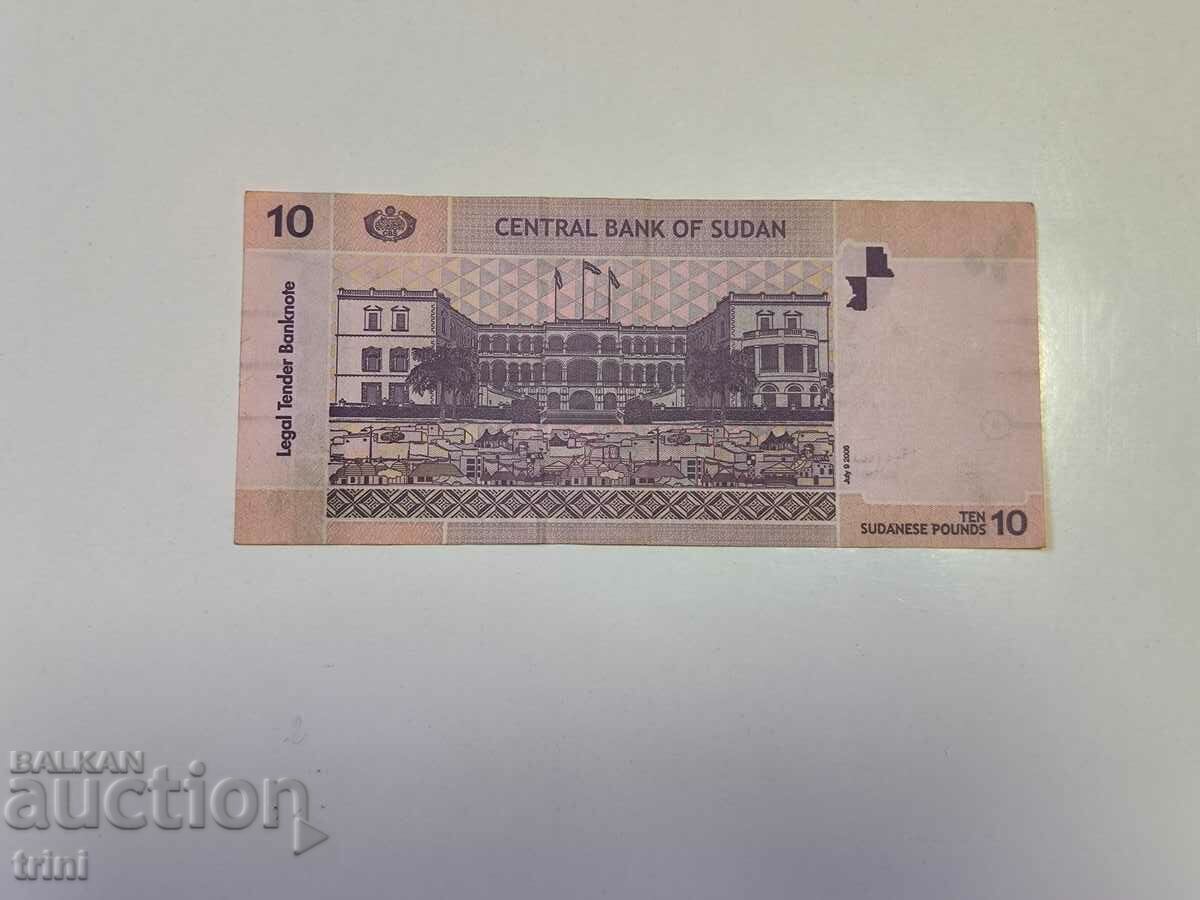 10
CBS
CENTRAL BANK OF SUDAN
Legal Tender Banknote
July 9 2006
TEN
SUDANESE POUNDS 10
2
BALKAN
auction
trini